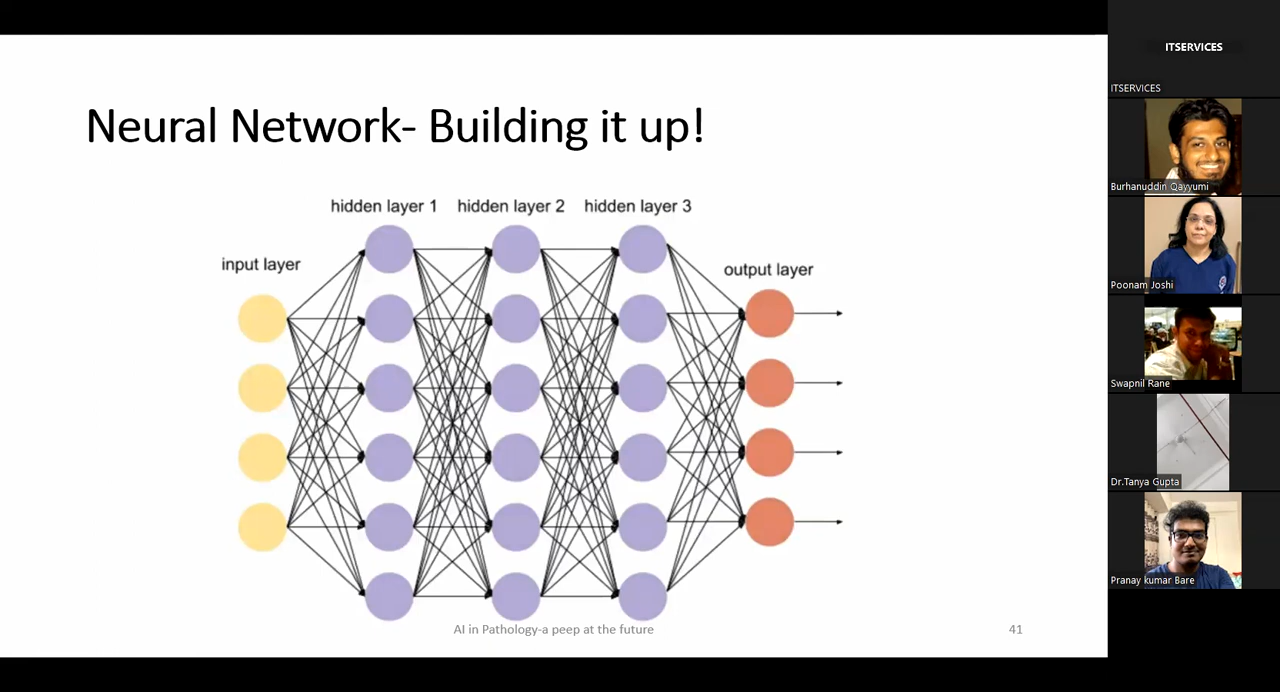 Neural Network- Building it up!
hidden layer 1 hidden layer 2 hidden layer 3
input layer
output layer
AI in Pathology-a peep at the future
41
ITSERVICES
ITSERVICES
Burhanuddin Qayyumi
Poonam Joshi
Swapnil Rane
Dr.Tanya Gupta
Pranay kumar Bare